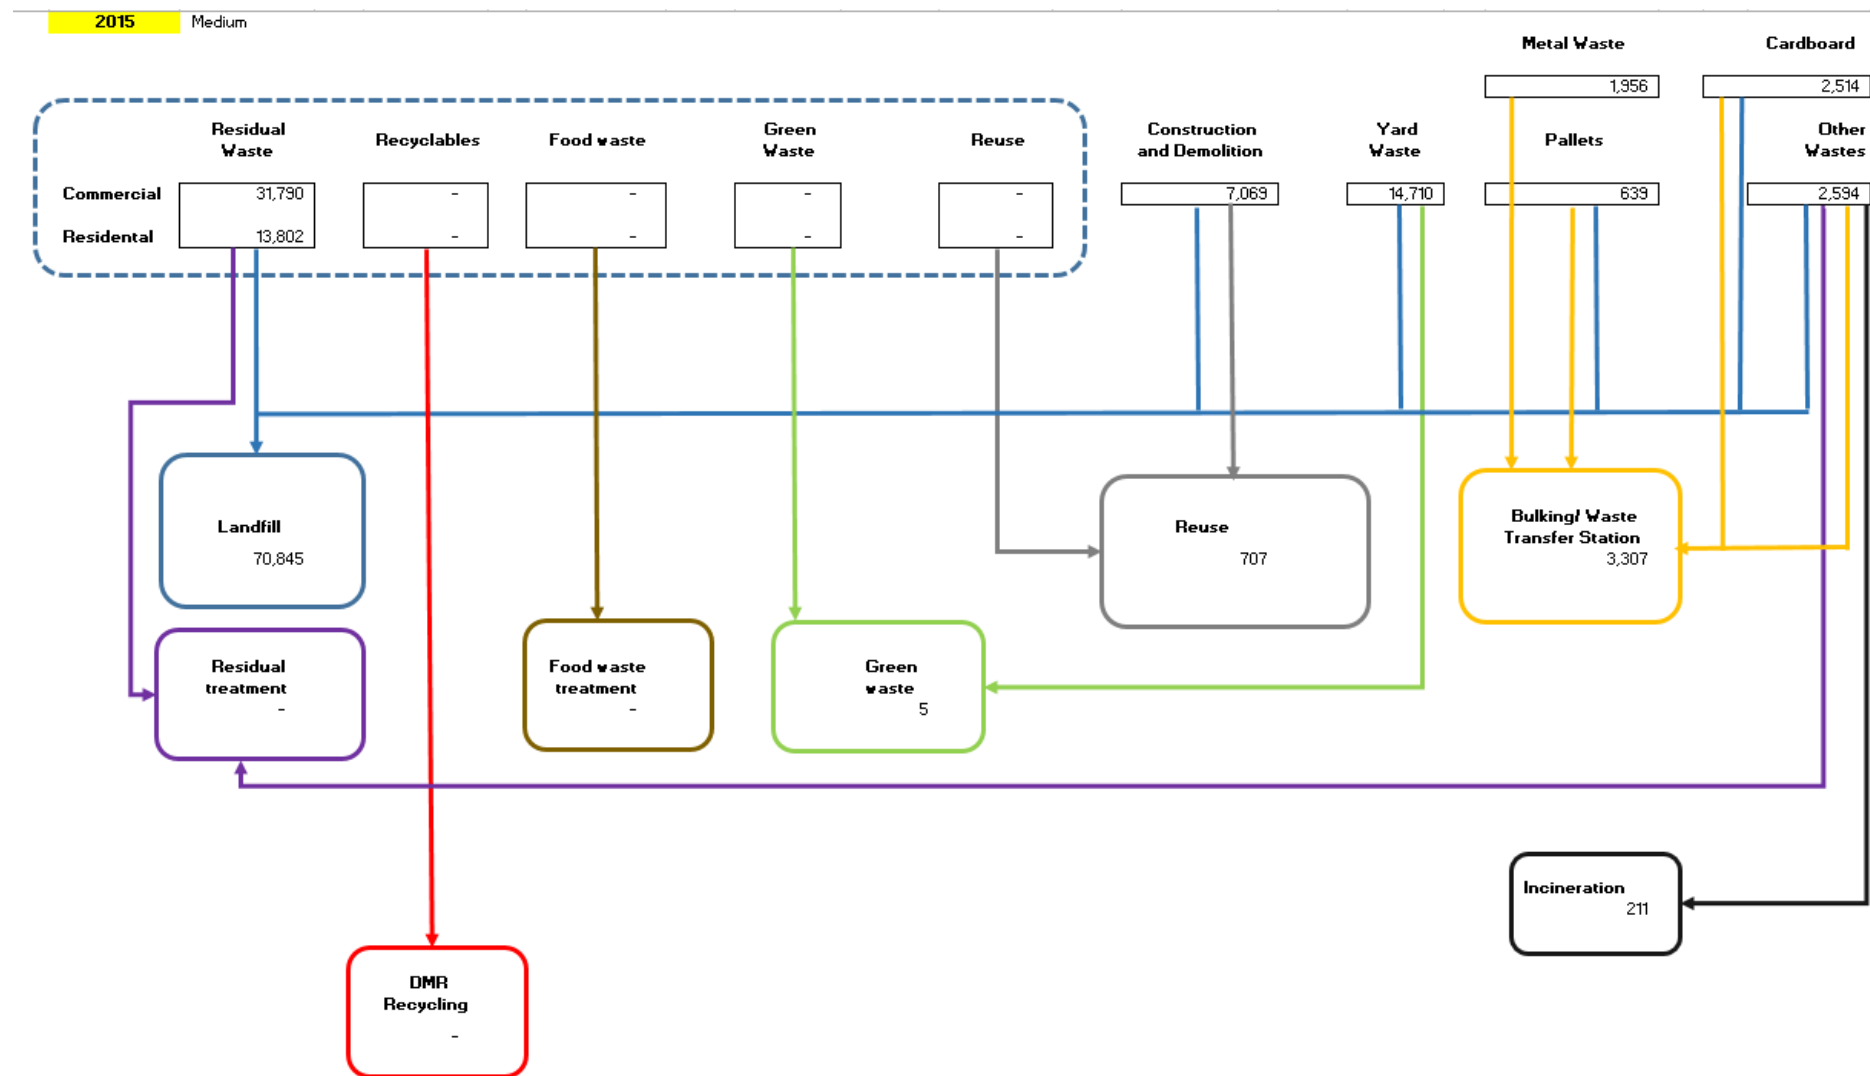 2015 Medium
Metal Waste Cardboard
1,956 2,514
Residual Waste Recyclables Food waste Green Waste Reuse Construction and Demolition Yard Waste Pallets Other Wastes
Commercial 31,790 - - - - 7,069 14,710 639 2,594
Residental 13,802 - - - -
Landfill
70,845
Reuse
707
Bulking/ Waste
Transfer Station
3,307
Residual
treatment
-
Food waste
treatment
-
Green
waste
5
Incineration
211
DMR
Recycling
-